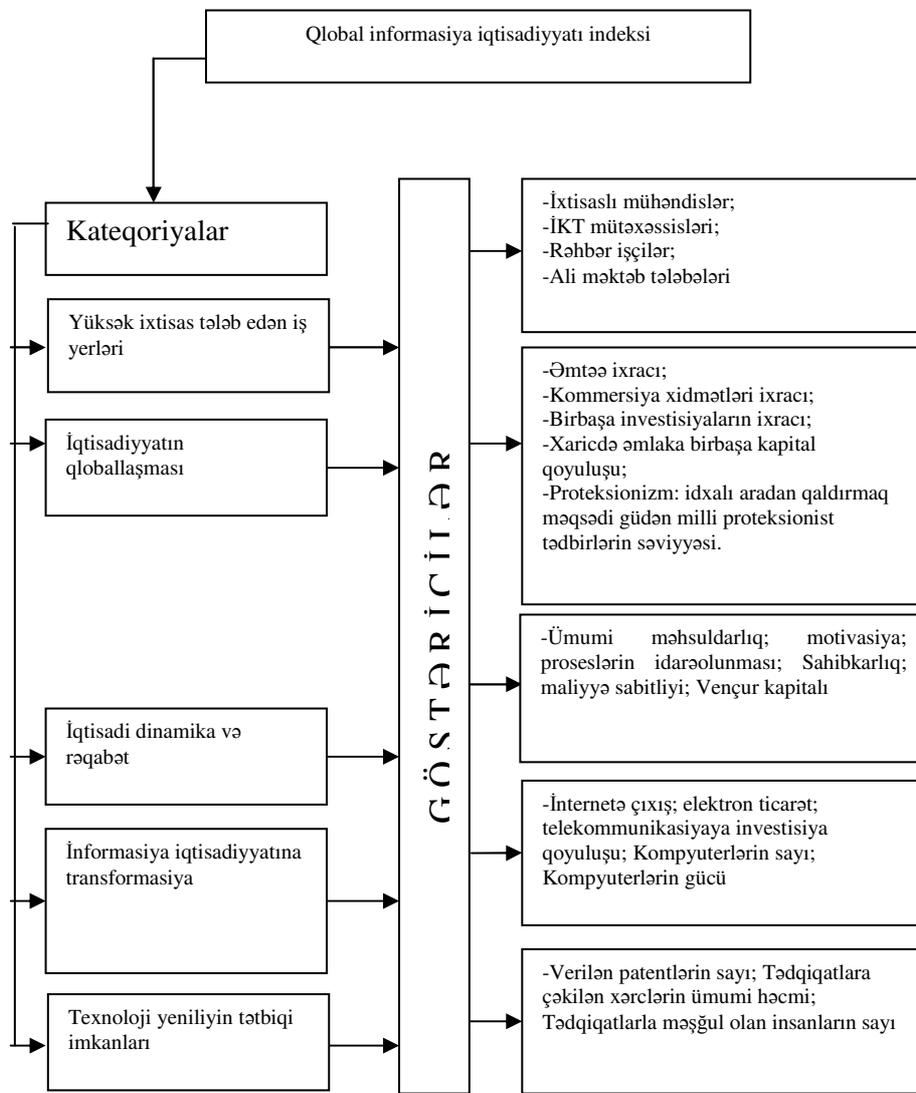 Qlobal informasiya iqtisadiyyatı indeksi
Kateqoriyalar
Yüksək ixtisas tələb edən iş
yerləri
İqtisadiyyatın
qloballaşması
İqtisadi dinamika və
rəqabət
İnformasiya iqtisadiyyatına
transformasiya
Texnoloji yeniliyin tətbiqi
imkanları
GÖSTƏRİCİLƏR
-İxtisaslı mühəndislər;
-İKT mütəxəssisləri;
-Rəhbər işçilər;
-Ali məktəb tələbələri
-Əmtəə ixracı;
-Kommersiya xidmətləri ixracı;
-Birbaşa investisiyaların ixracı;
-Xaricdə əmlaka birbaşa kapital
qoyuluşu;
-Proteksionizm: idxalı aradan qaldırmaq
məqsədi güdən milli proteksionist
tədbirlərin səviyyəsi.
-Ümumi məhsuldarlıq; motivasiya;
proseslərin idarəolunması; Sahibkarlıq;
maliyyə sabitliyi; Vençur kapitalı
-İnternetə çıxış; elektron ticarət;
telekommunikasiyaya investisiya
qoyuluşu; Kompyuterlərin sayı;
Kompyuterlərin gücü
-Verilən patentlərin sayı; Tədqiqatlara
çəkilən xərclərin ümumi həcmi;
Tədqiqatlarla məşğul olan insanların sayı